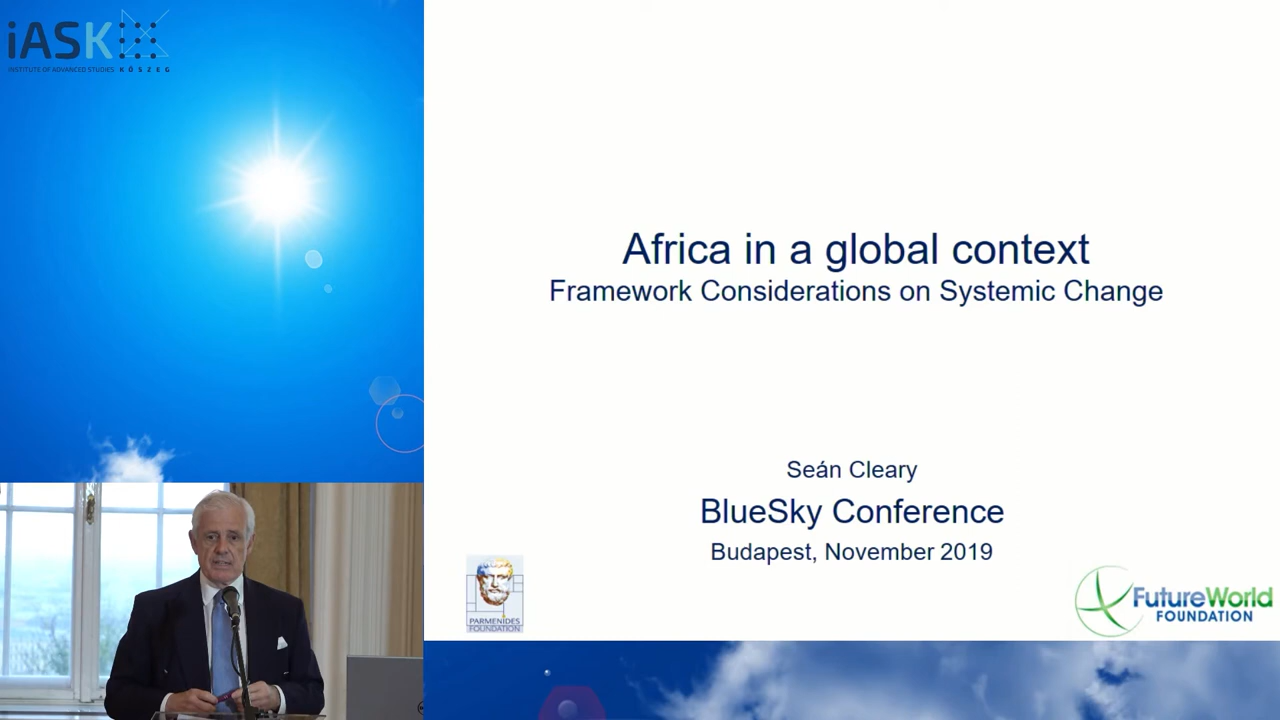 iASK
INSTITUTE OF ADVANCED STUDIES KŐSZEG
Africa in a global context
Framework Considerations on Systemic Change
Seán Cleary
BlueSky Conference
Budapest, November 2019
PARMENIDES
FOUNDATION
FutureWorld
FOUNDATION